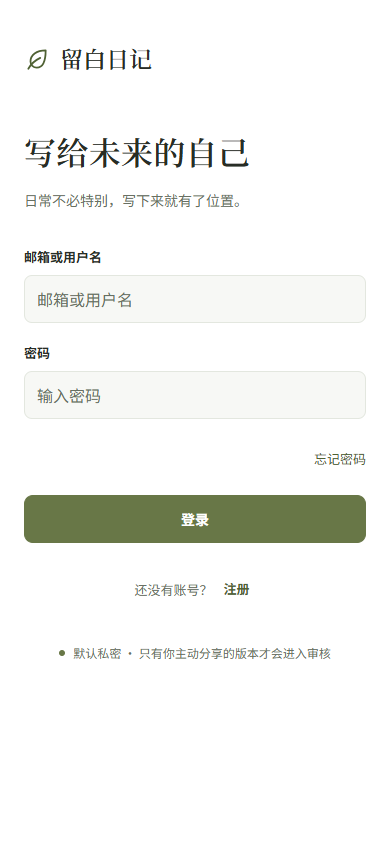 留白日记
写给未来的自己
日常不必特别，写下来就有了位置。
邮箱或用户名
邮箱或用户名
密码
输入密码
忘记密码
登录
还没有账号？ 注册
默认私密 · 只有你主动分享的版本才会进入审核